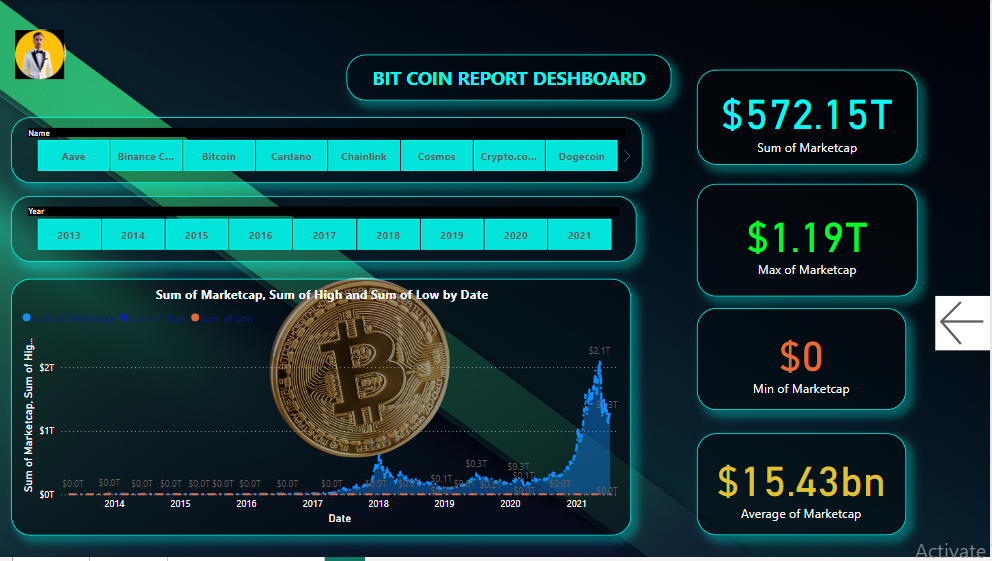 BIT COIN REPORT DESHBOARD
$572.15T
Sum of Marketcap
Name
Aave Binance C... Bitcoin Cardano Chainlink Cosmos Crypto.co... Dogecoin
Year
2013 2014 2015 2016 2017 2018 2019 2020 2021
$1.19T
Max of Marketcap
$0
Min of Marketcap
$15.43bn
Average of Marketcap
Sum of Marketcap, Sum of High and Sum of Low by Date
Sum of Marketcap Sum of High Sum of Low
Sum of Marketcap, Sum of Hig...
$2T
$1T
$0T
$2.1T
$0.0T $0.0T $0.0T $0.0T $0.0T $0.0T $0.0T $0.0T $0.0T $0.1T $0.3T $0.3T $0.1T $0.0T $0.0T
2014 2015 2016 2017 2018 2019 2020 2021
Date
Activate